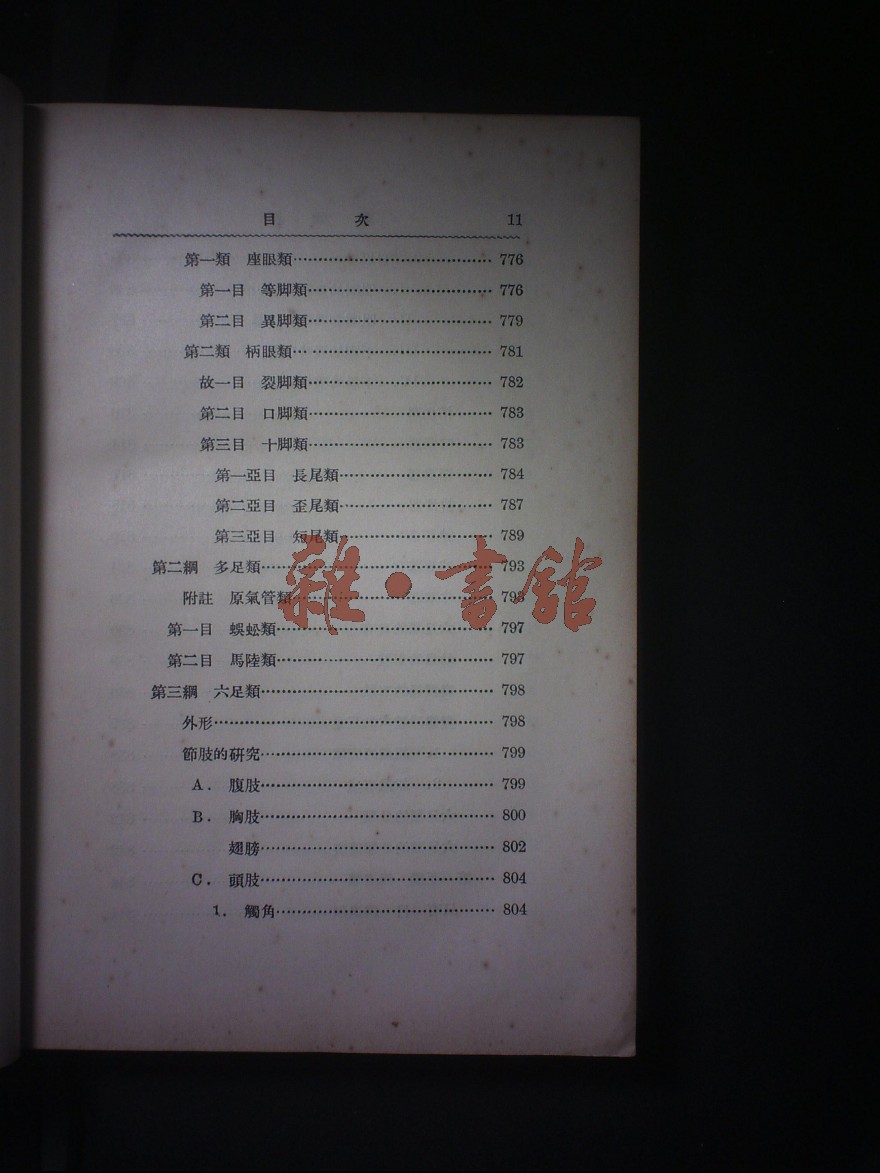 目 次 11
第一類 座眼類 776
第一目 等脚類 776
第二目 異脚類 779
第二類 柄眼類 781
故一目 裂脚類 782
第二目 口脚類 783
第三目 十脚類 783
第一亞目 長尾類 784
第二亞目 歪尾類 787
第三亞目 短尾類 789
第二綱 多足類 793
附註 原氣管類
第一目 蜈蚣類 797
第二目 馬陸類 797
第三綱 六足類 798
外形 798
節肢的研究 799
A. 腹肢 799
B. 胸肢 800
翅膀 802
C. 頭肢 804
1. 觸角 804
雜·書館